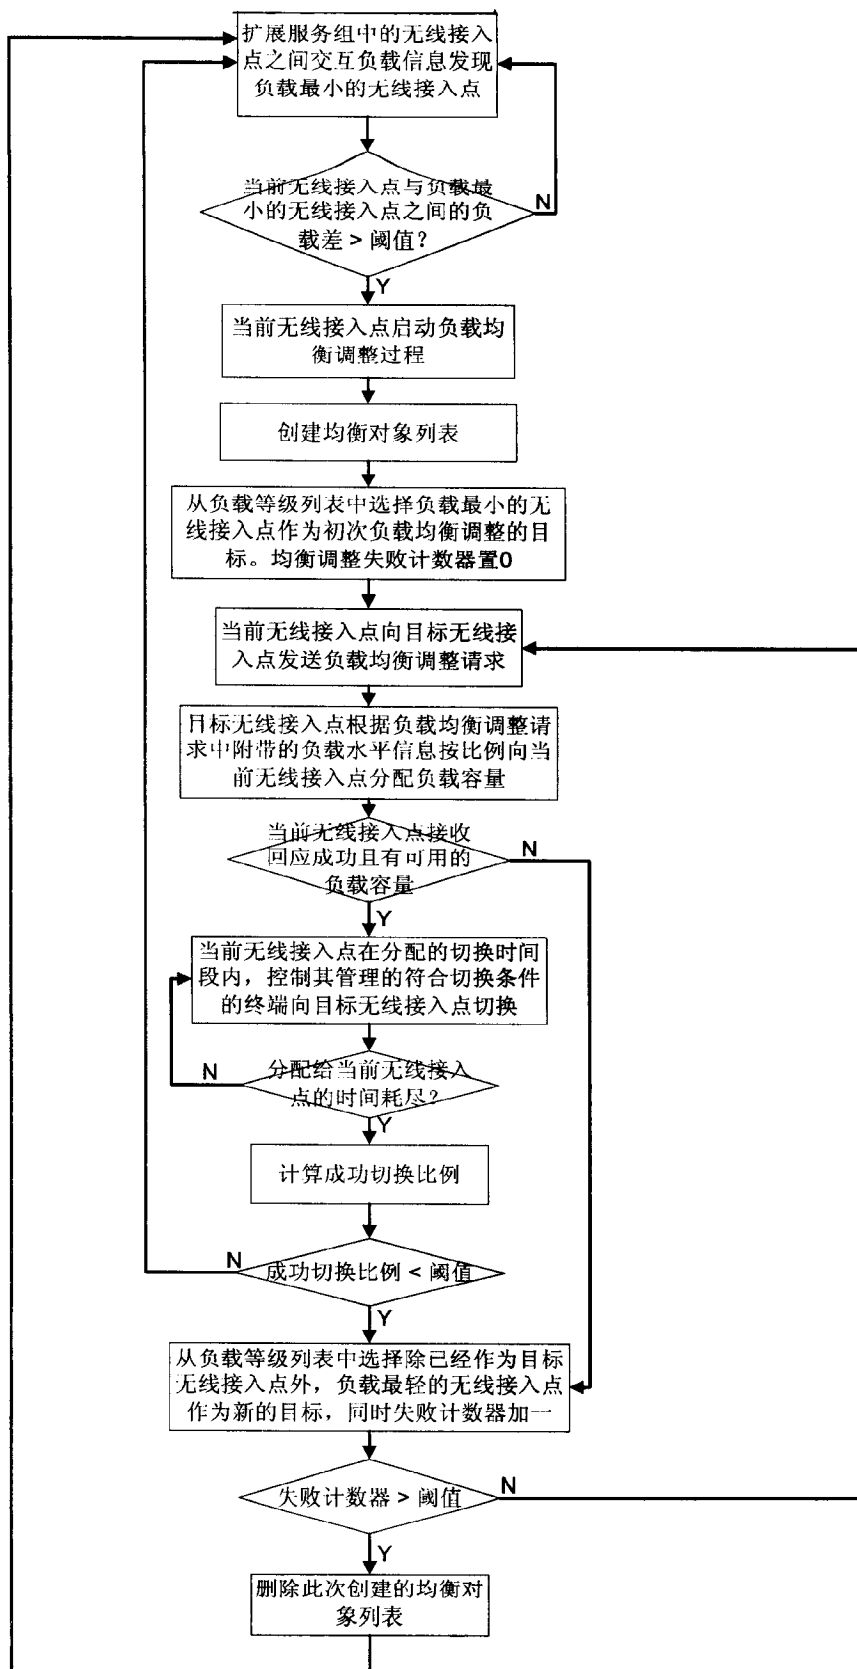 扩展服务组中的无线接入
点之间交互负载信息发现
负载最小的无线接入点
当前无线接入点与负载最
小的无线接入点之间的负
载差 > 阈值？
N
Y
当前无线接入点启动负载均
衡调整过程
创建均衡对象列表
从负载等级列表中选择负载最小的无
线接入点作为初次负载均衡调整的目
标。均衡调整失败计数器置0
当前无线接入点向目标无线接
入点发送负载均衡调整请求
目标无线接入点根据负载均衡调整请
求中附带的负载水平信息按比例向当
前无线接入点分配负载容量
当前无线接入点接收
回应成功且有可用的
负载容量
N
Y
当前无线接入点在分配的切换时间
段内，控制其管理的符合切换条件
的终端向目标无线接入点切换
分配给当前无线接入
点的时间耗尽？
N
Y
计算成功切换比例
成功切换比例 < 阈值
N
Y
从负载等级列表中选择除已经作为目标
无线接入点外，负载最轻的无线接入点
作为新的目标，同时失败计数器加一
失败计数器 > 阈值
N
Y
删除此次创建的均衡对
象列表